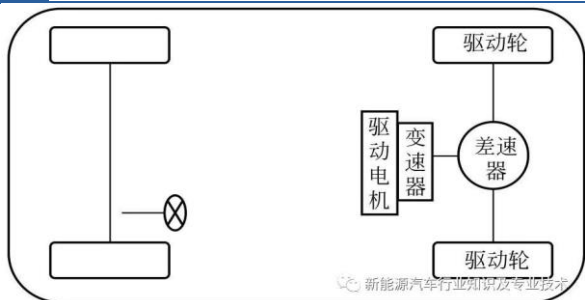 驱动轮
驱动电机
变速器
差速器
驱动轮
新能源汽车行业知识及专业技术